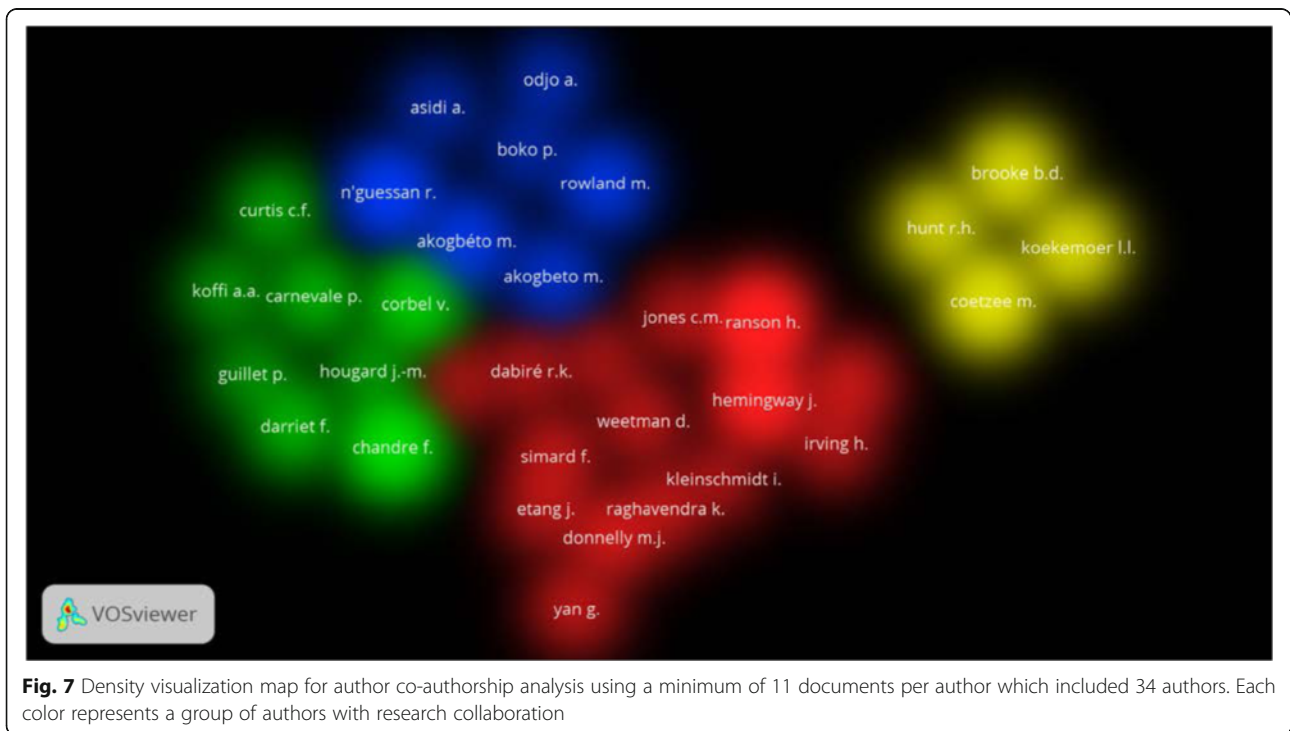 odjo a.
asidi a.
boko p.
n'guessan r.
rowland m.
curtis c.f.
akogbéto m.
akogbeto m.
koffi a.a.
carnevale p.
corbel v.
guillet p.
hougard j.-m.
darriet f.
chandre f.
jones c.m.
ranson h.
dabiré r.k.
hemingway j.
weetman d.
irving h.
simard f.
kleinschmidt i.
etang j.
raghavendra k.
donnelly m.j.
yan g.
brooke b.d.
hunt r.h.
koekemoer l.l.
coetzee m.
VOSviewer
Fig. 7 Density visualization map for author co-authorship analysis using a minimum of 11 documents per author which included 34 authors. Each
color represents a group of authors with research collaboration